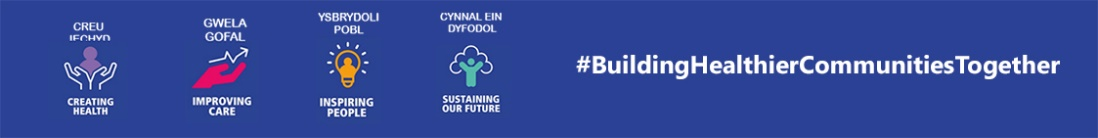 CREU
IECHYD
CREATING
HEALTH
GWELA
GOFAL
IMPROVING
CARE
YSBRYDOLI
POBL
INSPIRING
PEOPLE
CYNNAL EIN
DYFODOL
SUSTAINING
OUR FUTURE
#BuildingHealthierCommunitiesTogether